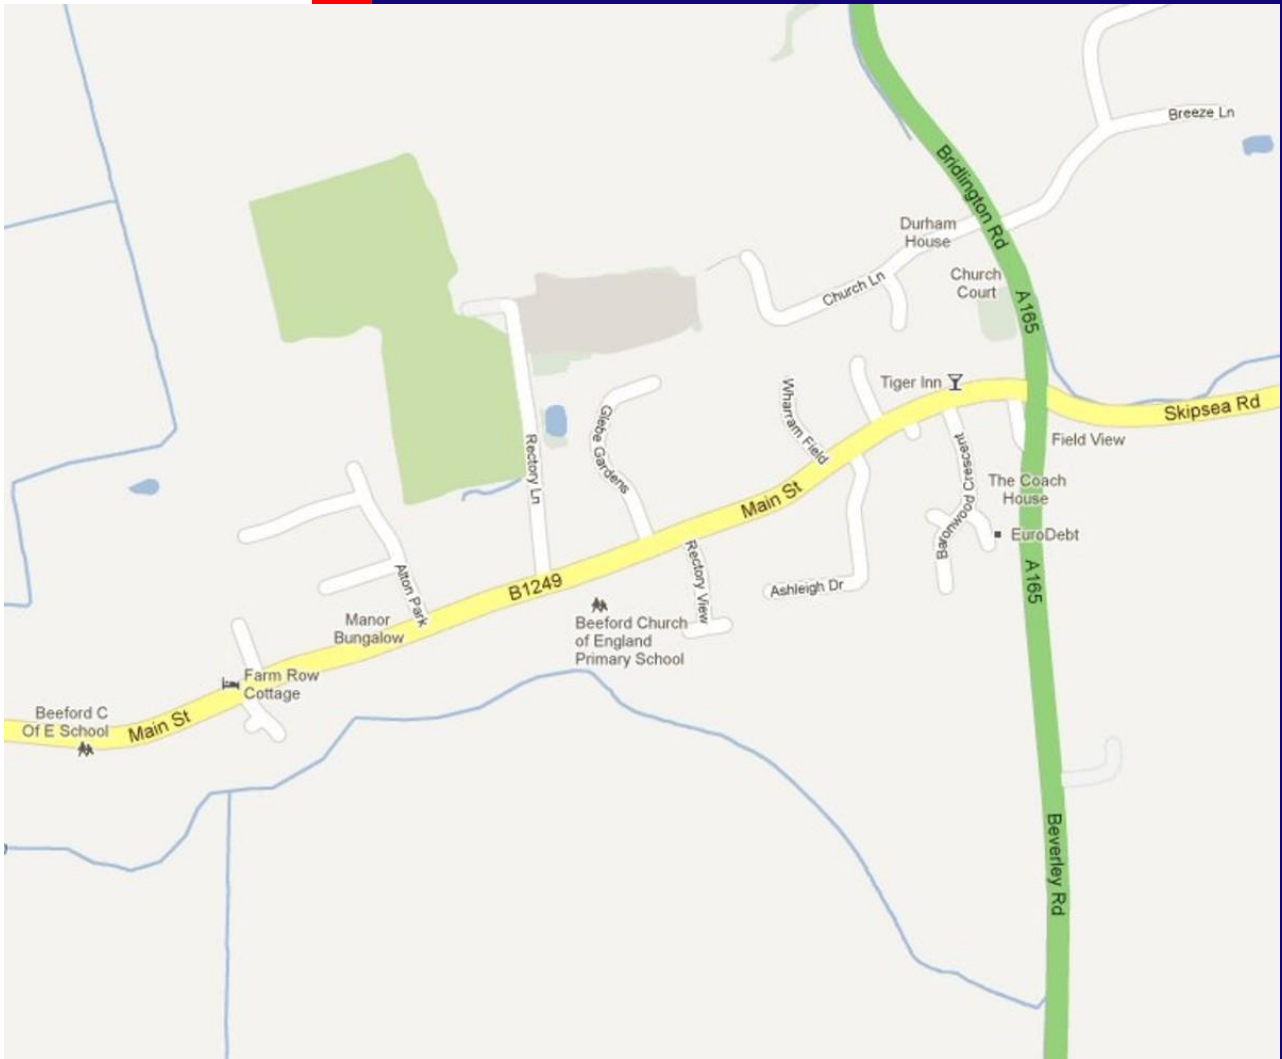 Breeze Ln
Bridlington Rd
Durham
House
Church
Court
Church Ln
A165
Tiger Inn
Skipsea Rd
Wharram Field
Glebe Gardens
Field View
Crescent
Baronwood
Rectory Ln
Main St
The Coach
House
EuroDebt
A165
Rectory View
Ashleigh Dr
B1249
Alton Park
Manor
Bungalow
Beeford Church
of England
Primary School
Farm Row
Cottage
Beeford C
Of E School
Main St
Beverley Rd